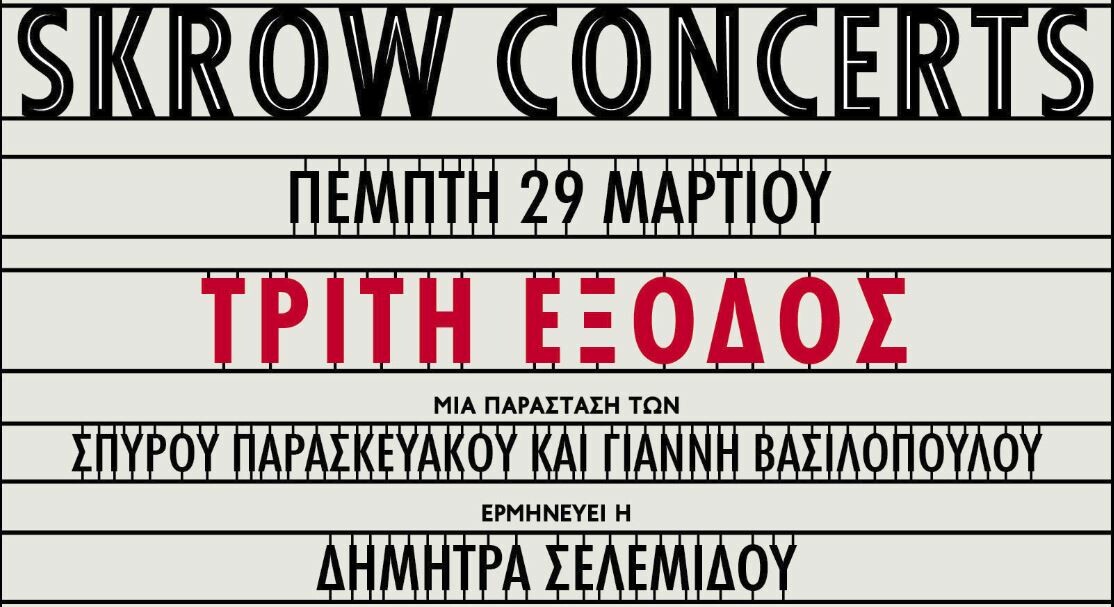 SKROW CONCERTS
ΠΕΜΠΤΗ 29 ΜΑΡΤΙΟΥ
ΤΡΙΤΗ ΕΞΟΔΟΣ
ΜΙΑ ΠΑΡΑΣΤΑΣΗ ΤΩΝ
ΣΠΥΡΟΥ ΠΑΡΑΣΚΕΥΑΚΟΥ ΚΑΙ ΓΙΑΝΝΗ ΒΑΣΙΛΟΠΟΥΛΟΥ
ΕΡΜΗΝΕΥΕΙ Η
ΔΗΜΗΤΡΑ ΣΕΛΕΜΙΔΟΥ